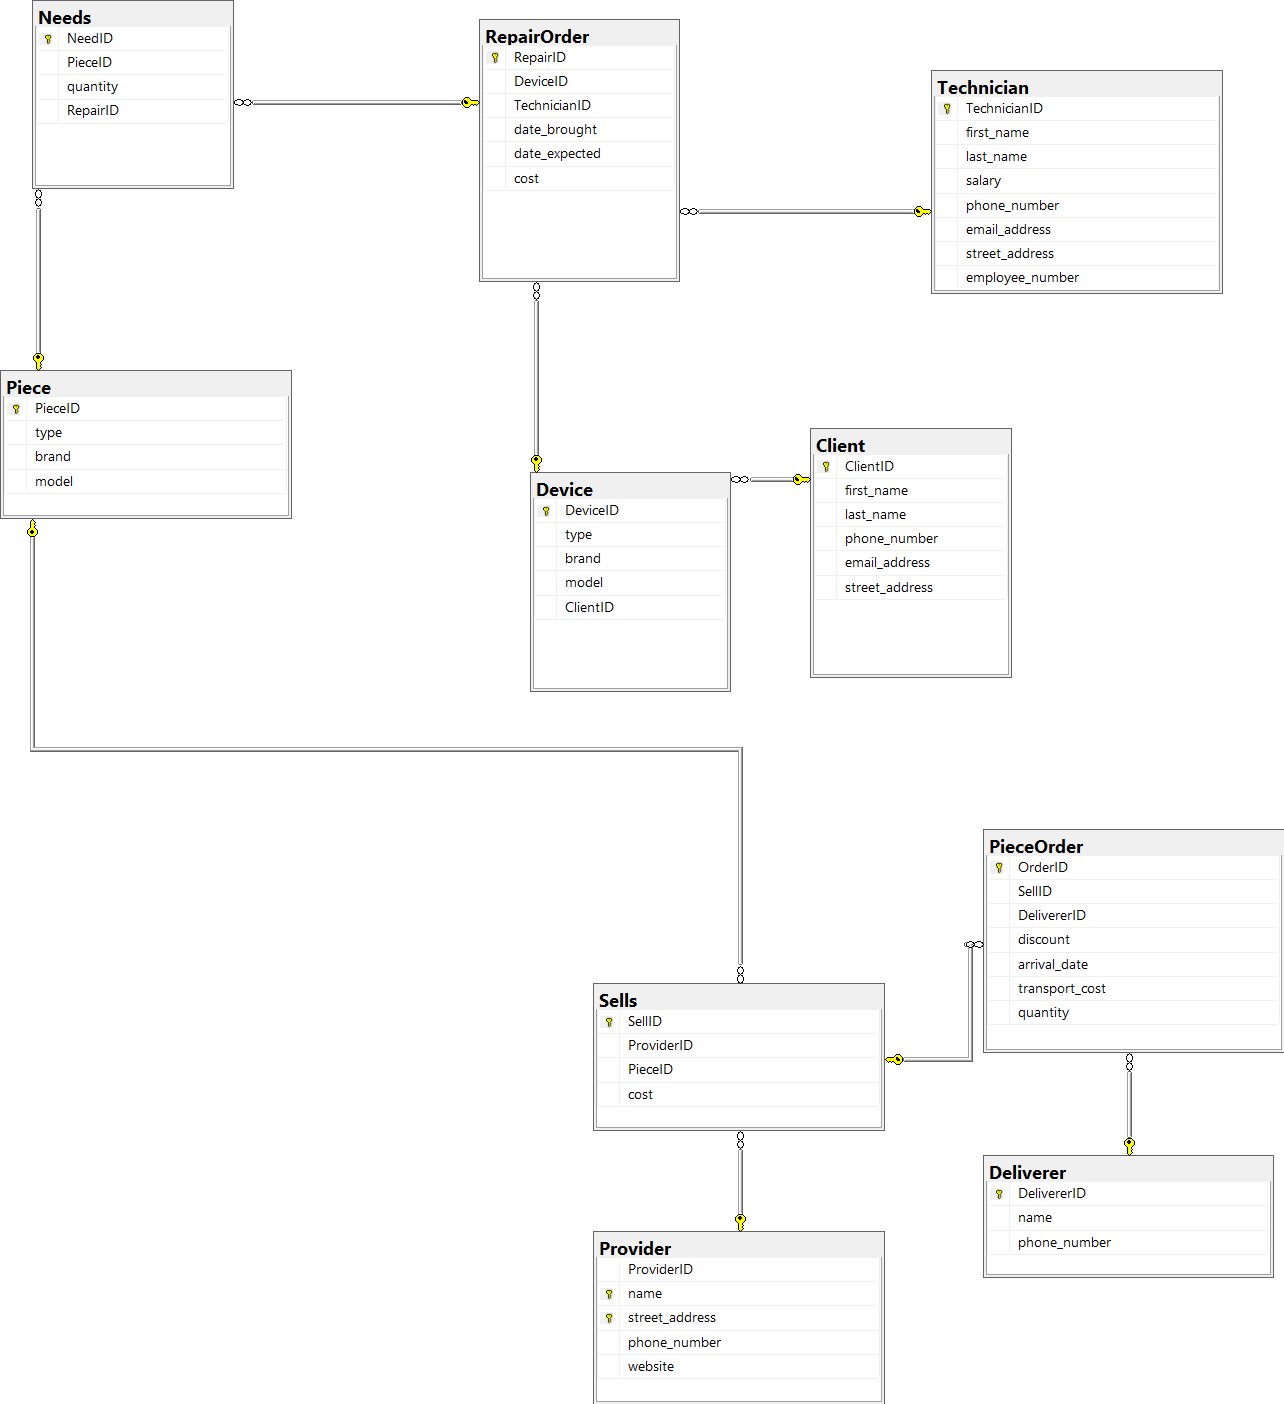 Needs
NeedID
PieceID
quantity
RepairID
RepairOrder
RepairID
DeviceID
TechnicianID
date_brought
date_expected
cost
Technician
TechnicianID
first_name
last_name
salary
phone_number
email_address
street_address
employee_number
Piece
PieceID
type
brand
model
Device
DeviceID
type
brand
model
ClientID
Client
ClientID
first_name
last_name
phone_number
email_address
street_address
PieceOrder
OrderID
SellID
DelivererID
discount
arrival_date
transport_cost
quantity
Sells
SellID
ProviderID
PieceID
cost
Deliverer
DelivererID
name
phone_number
Provider
ProviderID
name
street_address
phone_number
website